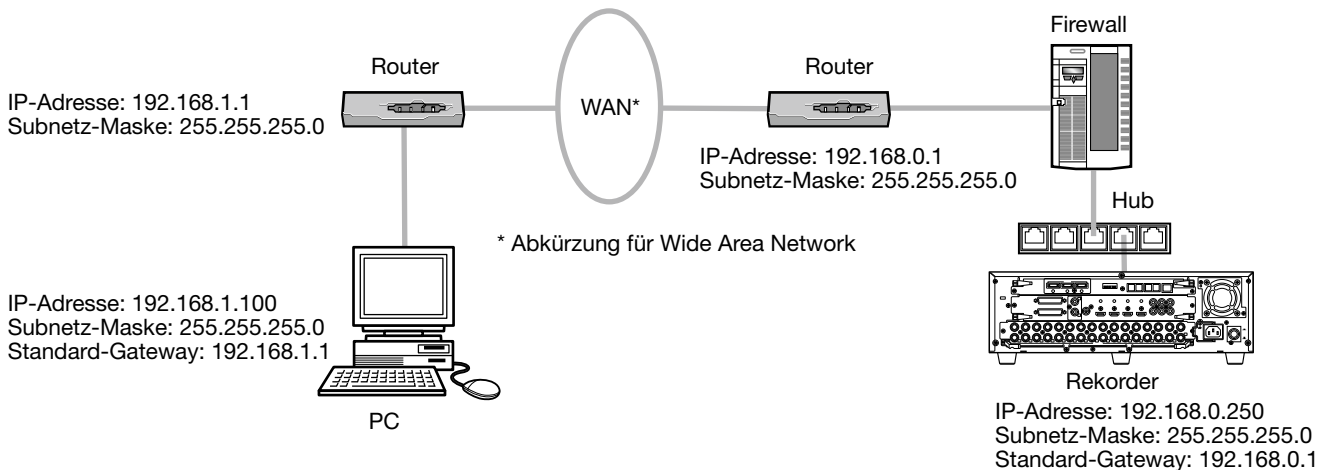 Firewall
Router
Router
IP-Adresse: 192.168.1.1
Subnetz-Maske: 255.255.255.0
WAN*
IP-Adresse: 192.168.0.1
Subnetz-Maske: 255.255.255.0
Hub
* Abkürzung für Wide Area Network
IP-Adresse: 192.168.1.100
Subnetz-Maske: 255.255.255.0
Standard-Gateway: 192.168.1.1
PC
Rekorder
IP-Adresse: 192.168.0.250
Subnetz-Maske: 255.255.255.0
Standard-Gateway: 192.168.0.1